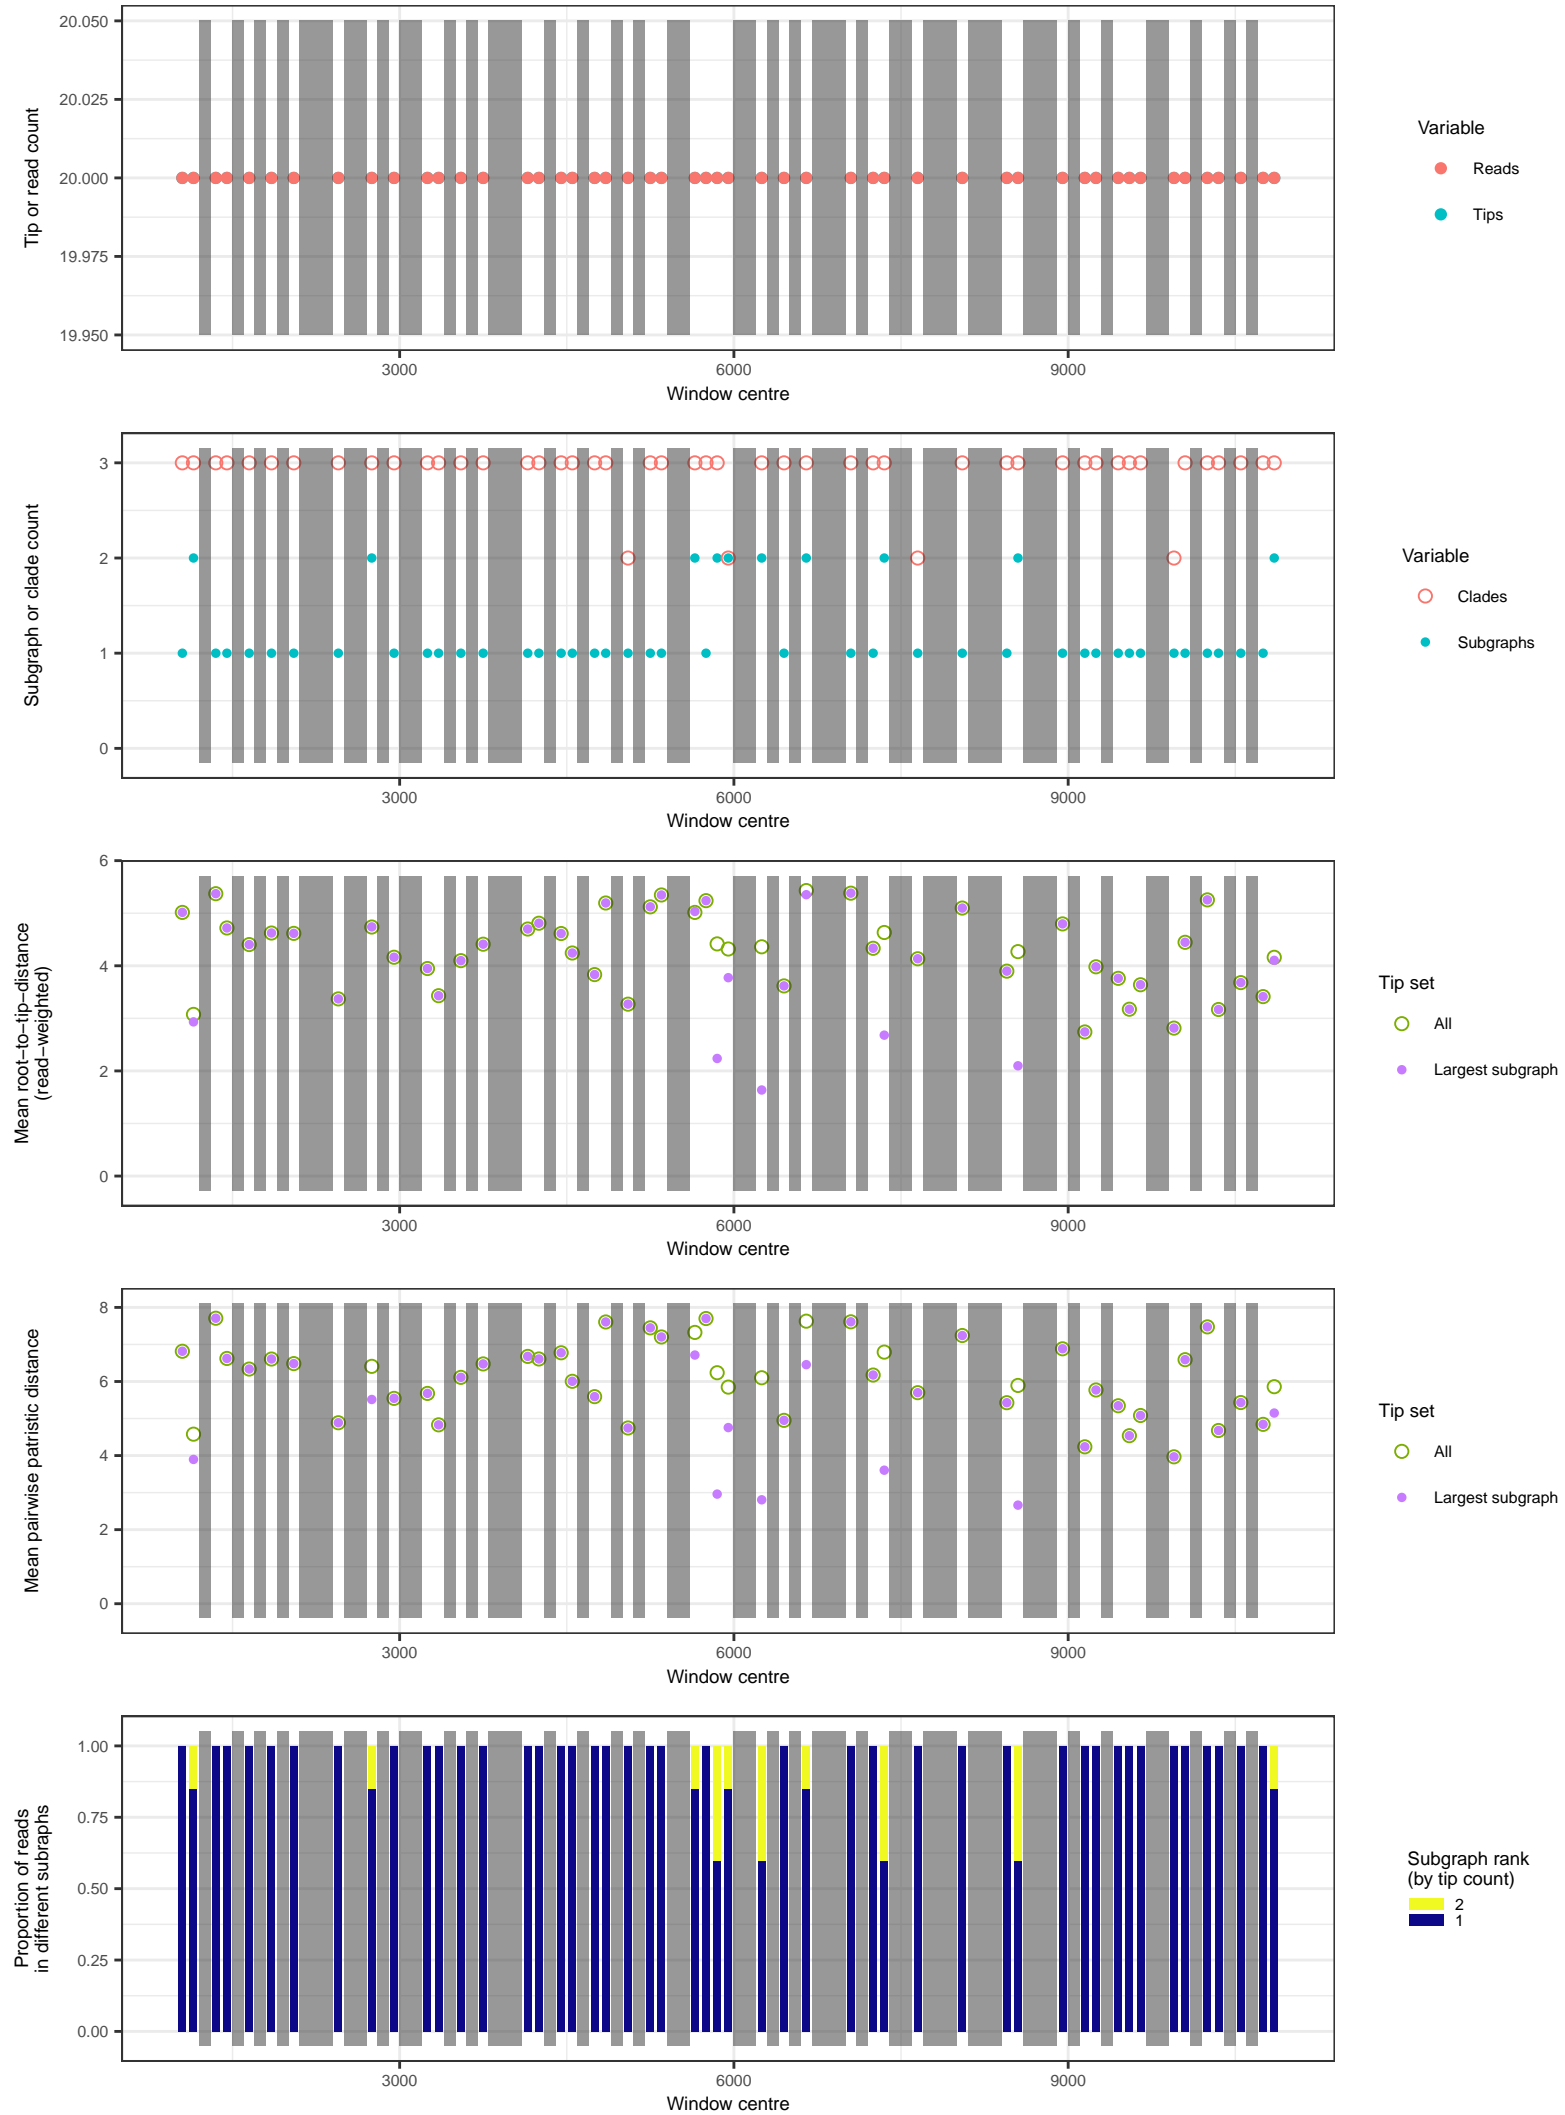 20.050
20.025
20.000
19.975
19.950
Tip or read count
3000
6000
9000
Window centre
Variable
Reads
Tips
3
2
1
0
Subgraph or clade count
3000
6000
9000
Window centre
Variable
Clades
Subgraphs
6
4
2
0
Mean root−to−tip−distance
(read−weighted)
3000
6000
9000
Window centre
Tip set
All
Largest subgraph
8
6
4
2
0
Mean pairwise patristic distance
3000
6000
9000
Window centre
Tip set
All
Largest subgraph
1.00
0.75
0.50
0.25
0.00
Proportion of reads
in different subraphs
3000
6000
9000
Window centre
Subgraph rank
(by tip count)
2
1